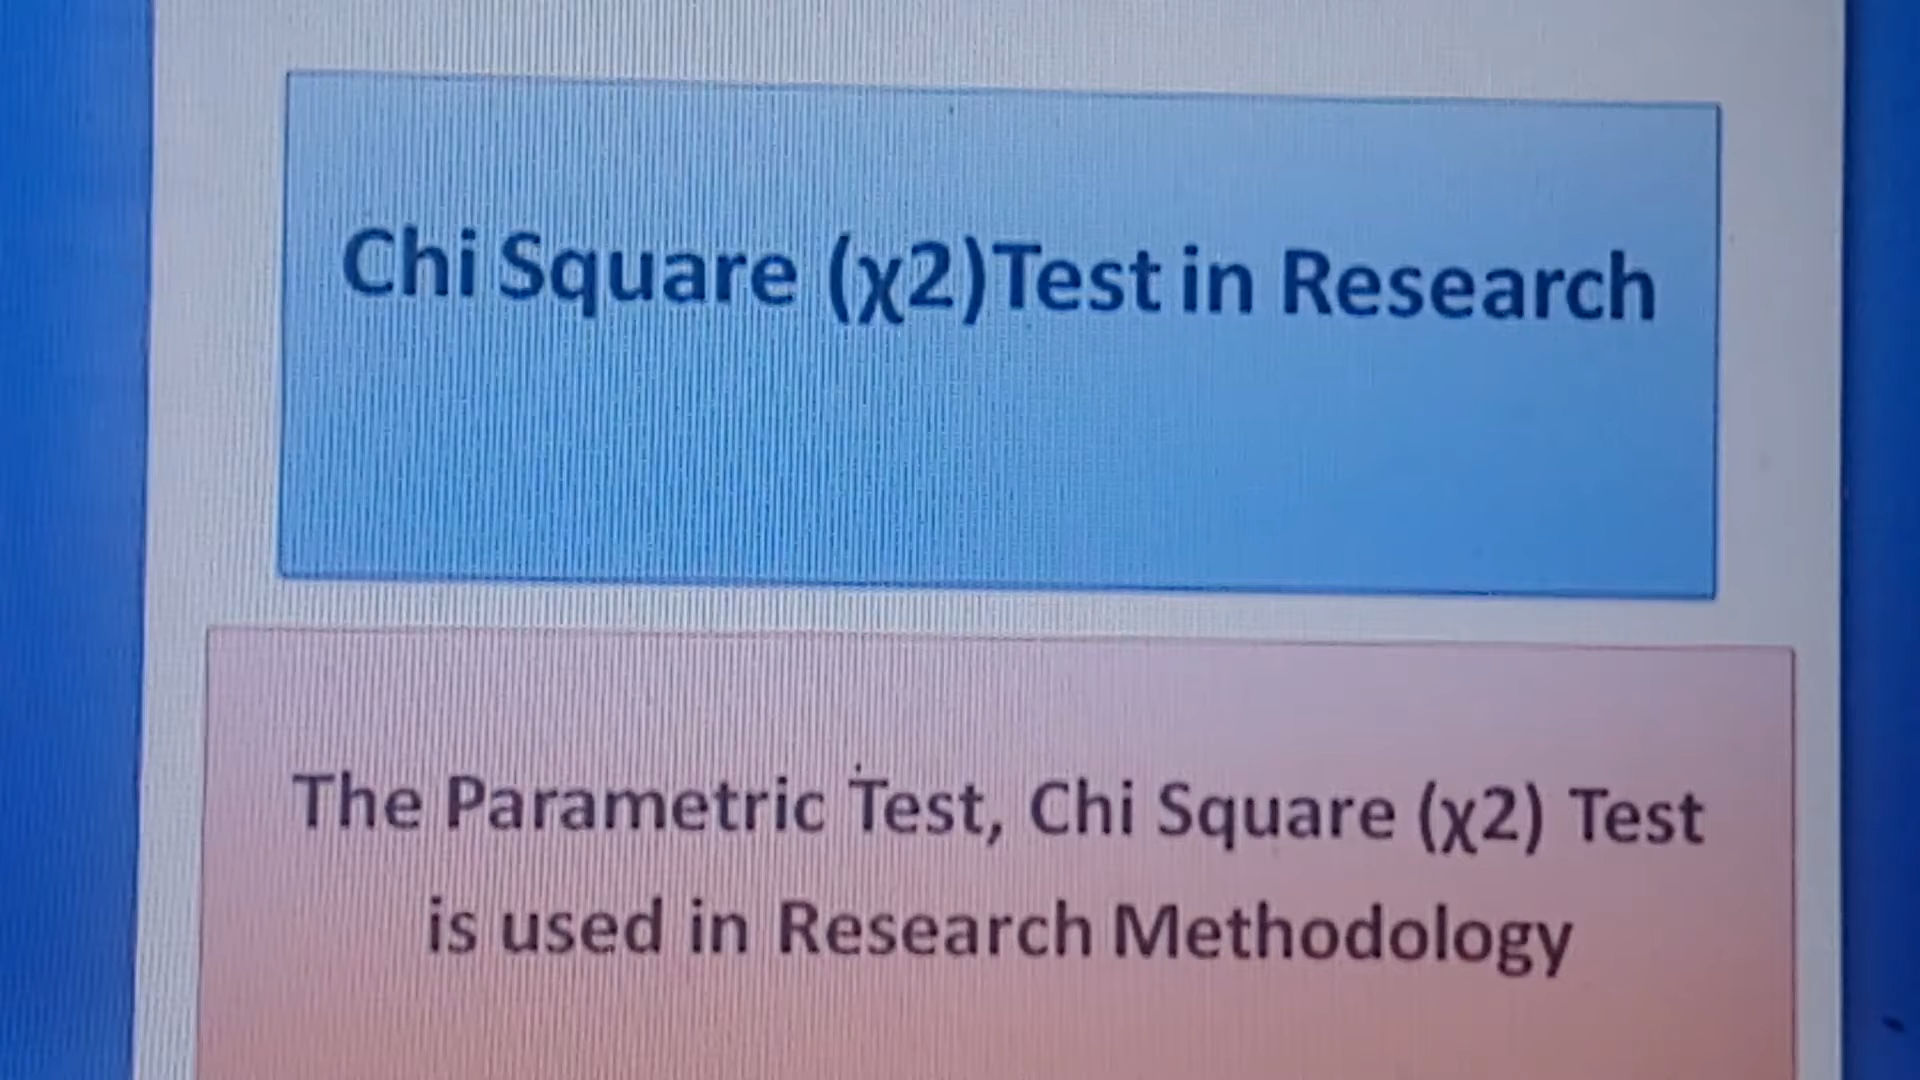 Chi Square (χ2)Test in Research
The Parametric Test, Chi Square (χ2) Test
is used in Research Methodology